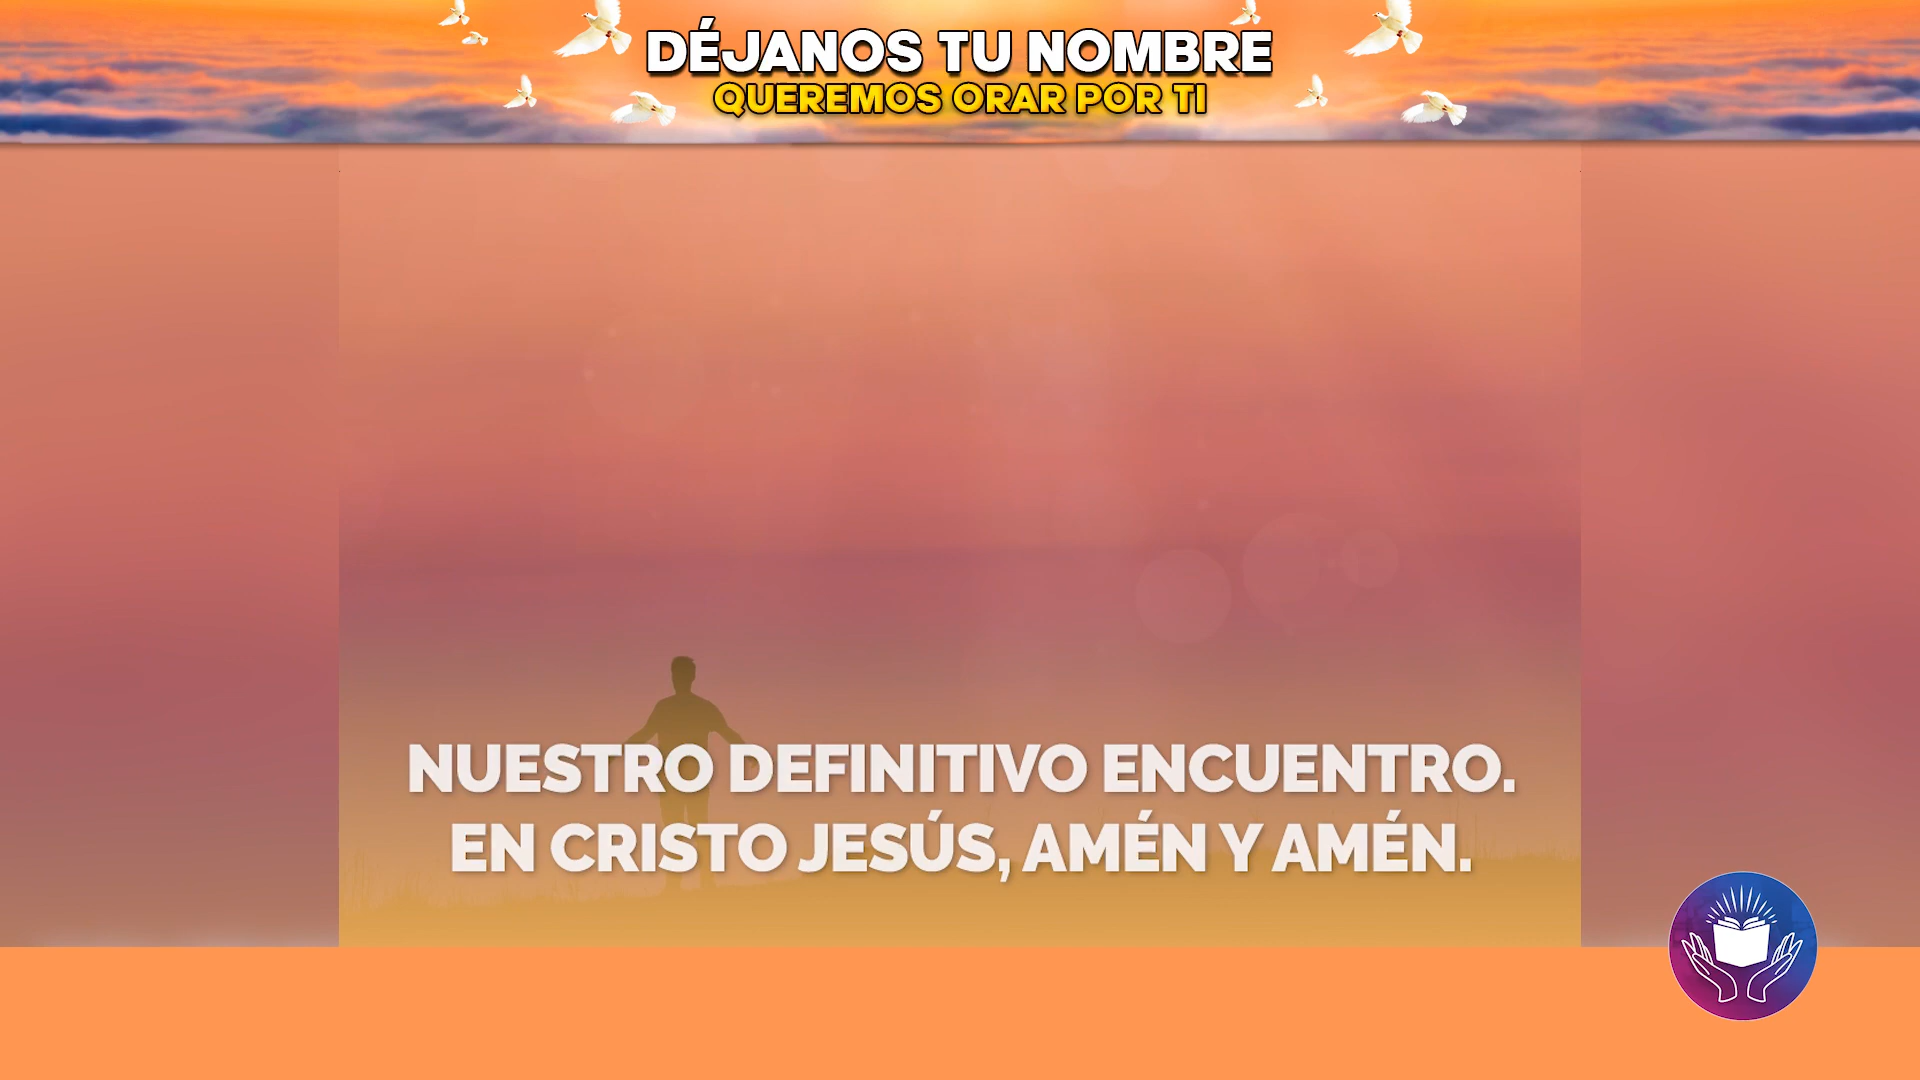 DÉJANOS TU NOMBRE
QUEREMOS ORAR POR TI
NUESTRO DEFINITIVO ENCUENTRO.
EN CRISTO JESÚS, AMÉN Y AMÉN.